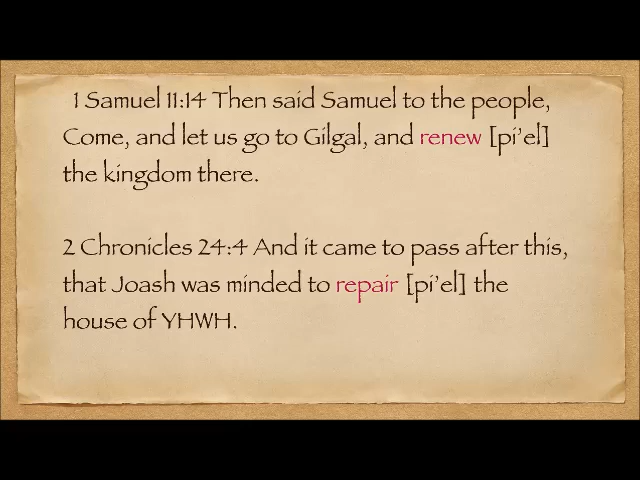 1 Samuel 11:14 Then said Samuel to the people,
Come, and let us go to Gilgal, and renew [pi’el]
the kingdom there.
2 Chronicles 24:4 And it came to pass after this,
that Joash was minded to repair [pi’el] the
house of YHWH.